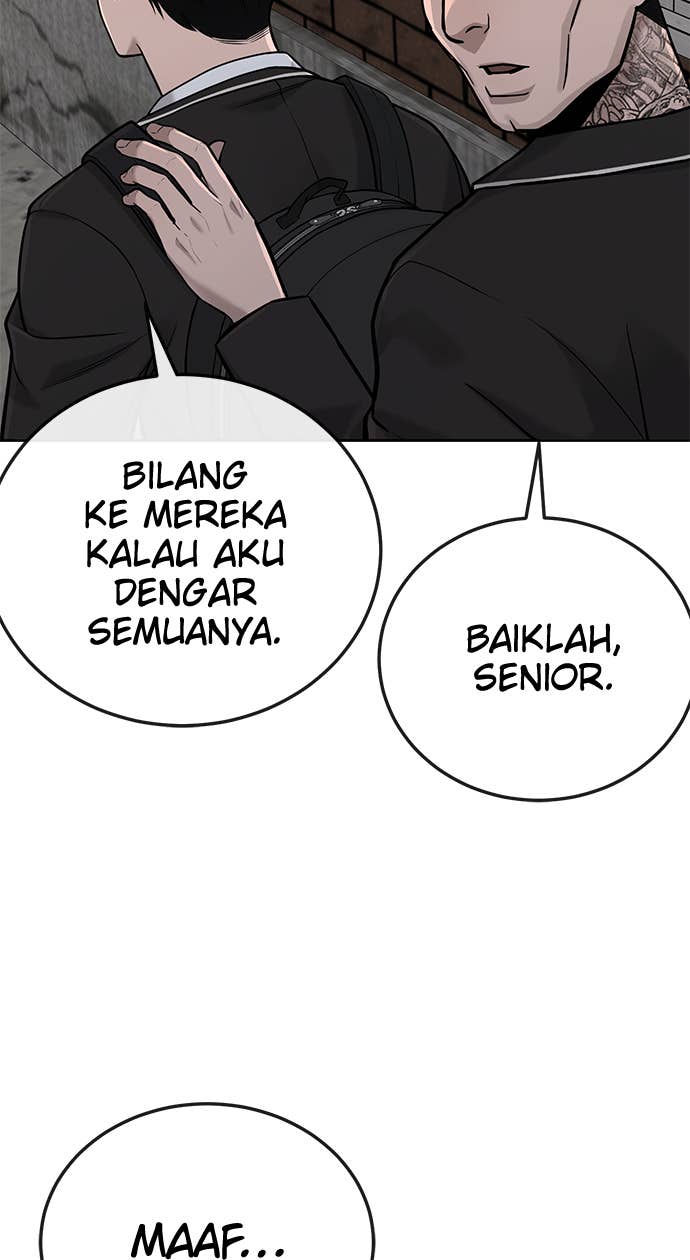 BILANG
KE MEREKA
KALAU AKU
DENGAR
SEMUANYA.
BAIKLAH,
SENIOR.
MAAF...